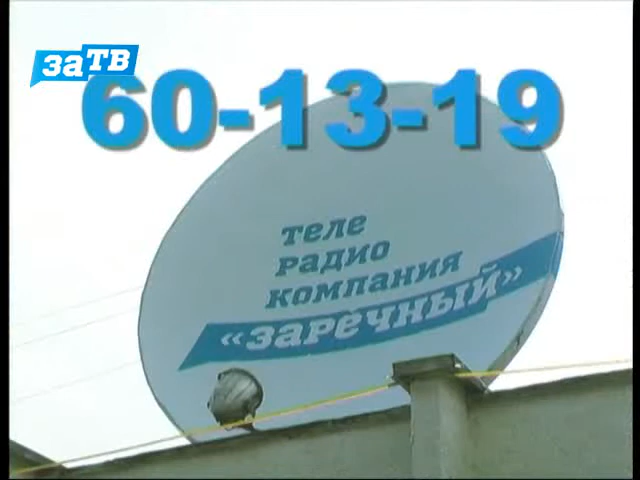 заТВ
60-13-19
теле
радио
компания
«заречный»